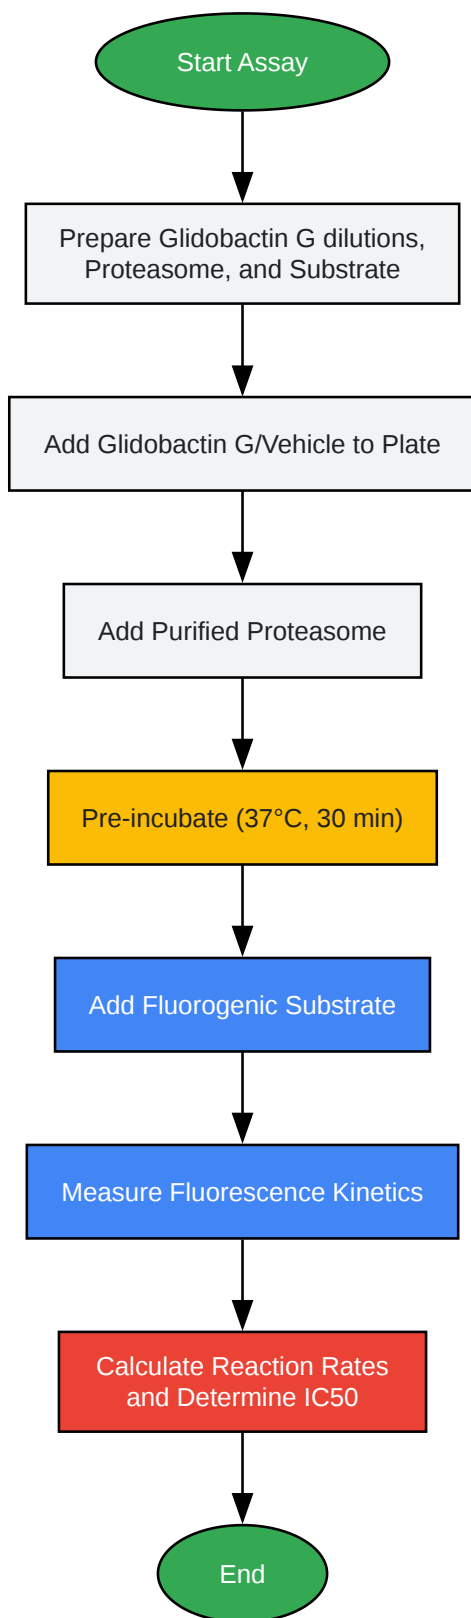 Start Assay
Prepare Glidobactin G dilutions,
Proteasome, and Substrate
Add Glidobactin G/Vehicle to Plate
Add Purified Proteasome
Pre-incubate (37°C, 30 min)
Add Fluorogenic Substrate
Measure Fluorescence Kinetics
Calculate Reaction Rates
and Determine IC50
End